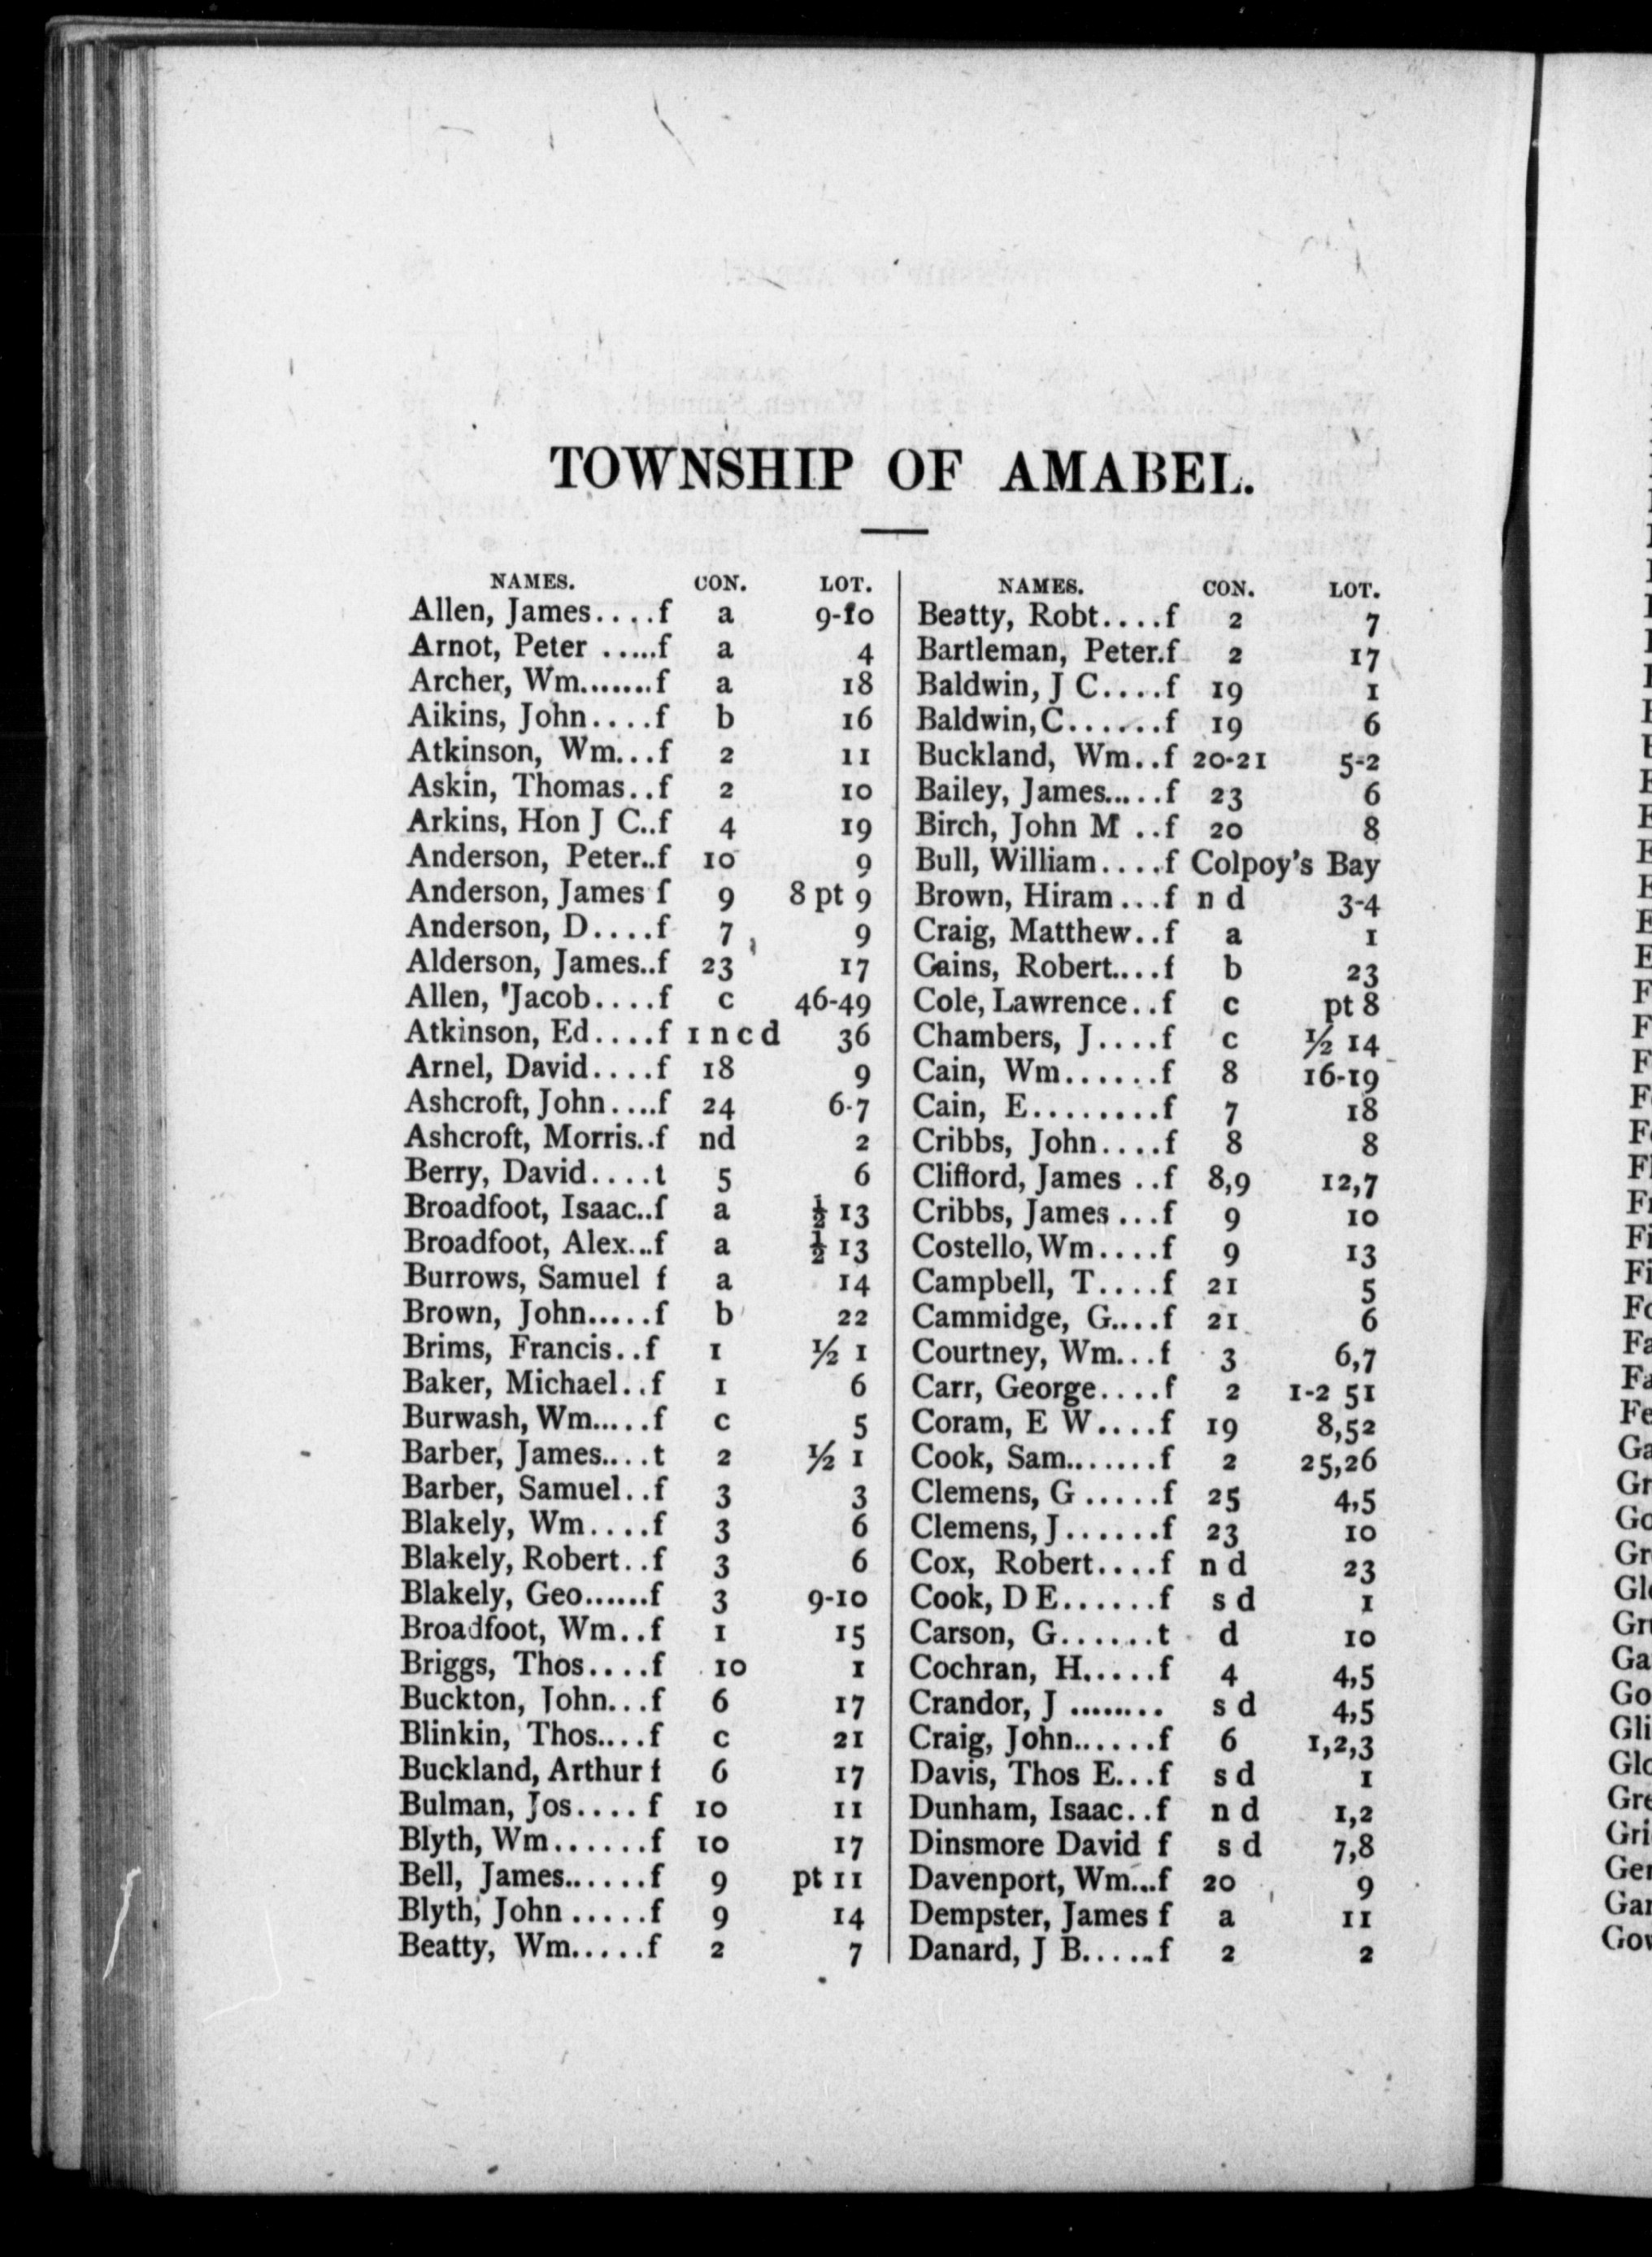 TOWNSHIP OF AMABEL.
NAMES. CON. LOT.
Allen, James....f a 9-10
Arnot, Peter .....f a 4
Archer, Wm.......f a 18
Aikins, John....f b 16
Atkinson, Wm...f 2 11
Askin, Thomas..f 2 10
Arkins, Hon J C..f 4 19
Anderson, Peter..f 10 9
Anderson, James f 9 8 pt 9
Anderson, D....f 7 9
Alderson, James..f 23 17
Allen, Jacob....f c 46-49
Atkinson, Ed....f 1 n c d 36
Arnel, David....f 18 9
Ashcroft, John....f 24 6-7
Ashcroft, Morris..f nd 2
Berry, David....t 5 6
Broadfoot, Isaac..f a ½ 13
Broadfoot, Alex...f a ½ 13
Burrows, Samuel f a 14
Brown, John.....f b 22
Brims, Francis..f 1 ½ 1
Baker, Michael..f 1 6
Burwash, Wm.....f c 5
Barber, James....t 2 ½ 1
Barber, Samuel..f 3 3
Blakely, Wm....f 3 6
Blakely, Robert..f 3 6
Blakely, Geo......f 3 9-10
Broadfoot, Wm..f 1 15
Briggs, Thos....f 10 1
Buckton, John...f 6 17
Blinkin, Thos....f c 21
Buckland, Arthur f 6 17
Bulman, Jos.... f 10 11
Blyth, Wm......f 10 17
Bell, James......f 9 pt 11
Blyth, John .....f 9 14
Beatty, Wm.....f 2 7
NAMES. CON. LOT.
Beatty, Robt....f 2 7
Bartleman, Peter.f 2 17
Baldwin, J C....f 19 1
Baldwin, C......f 19 6
Buckland, Wm..f 20-21 5-2
Bailey, James.....f 23 6
Birch, John M ..f 20 8
Bull, William....f Colpoy's Bay
Brown, Hiram...f n d 3-4
Craig, Matthew..f a 1
Cains, Robert....f b 23
Cole, Lawrence..f c pt 8
Chambers, J....f c ½ 14
Cain, Wm......f 8 16-19
Cain, E........f 7 18
Cribbs, John....f 8 8
Clifford, James ..f 8,9 12,7
Cribbs, James ...f 9 10
Costello, Wm....f 9 13
Campbell, T....f 21 5
Cammidge, G....f 21 6
Courtney, Wm...f 3 6,7
Carr, George....f 2 1-2 51
Coram, E W....f 19 8,52
Cook, Sam.......f 2 25,26
Clemens, G .....f 25 4,5
Clemens, J......f 23 10
Cox, Robert....f n d 23
Cook, D E......f s d 1
Carson, G......t d 10
Cochran, H.....f 4 4,5
Crandor, J ........ s d 4,5
Craig, John......f 6 1,2,3
Davis, Thos E...f s d 1
Dunham, Isaac..f n d 1,2
Dinsmore David f s d 7,8
Davenport, Wm...f 20 9
Dempster, James f a 11
Danard, J B.....f 2 2